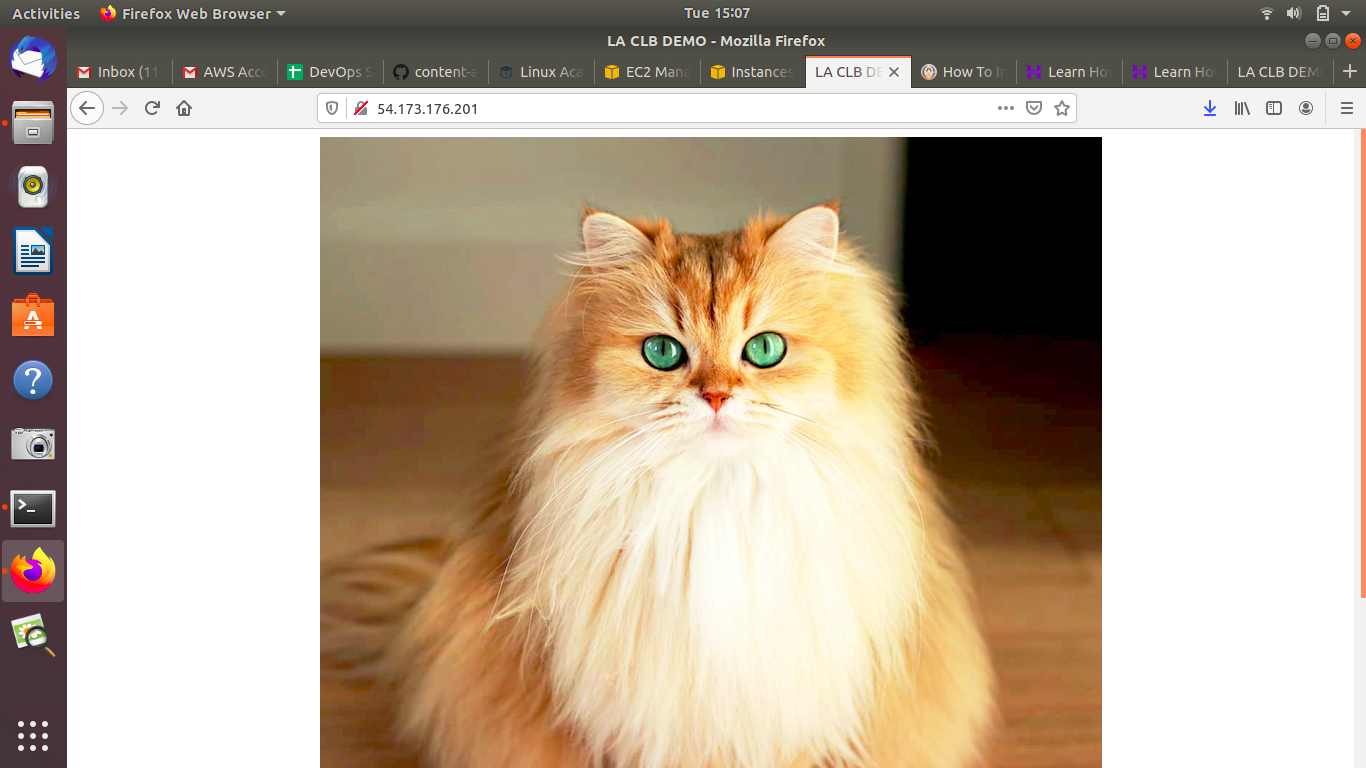 Activities Firefox Web Browser Tue 15:07
LA CLB DEMO - Mozilla Firefox
Inbox (11 AWS Acco DevOps S content-a Linux Aca EC2 Mana Instances LA CLB DE How To In Learn Ho Learn Ho LA CLB DEM
54.173.176.201